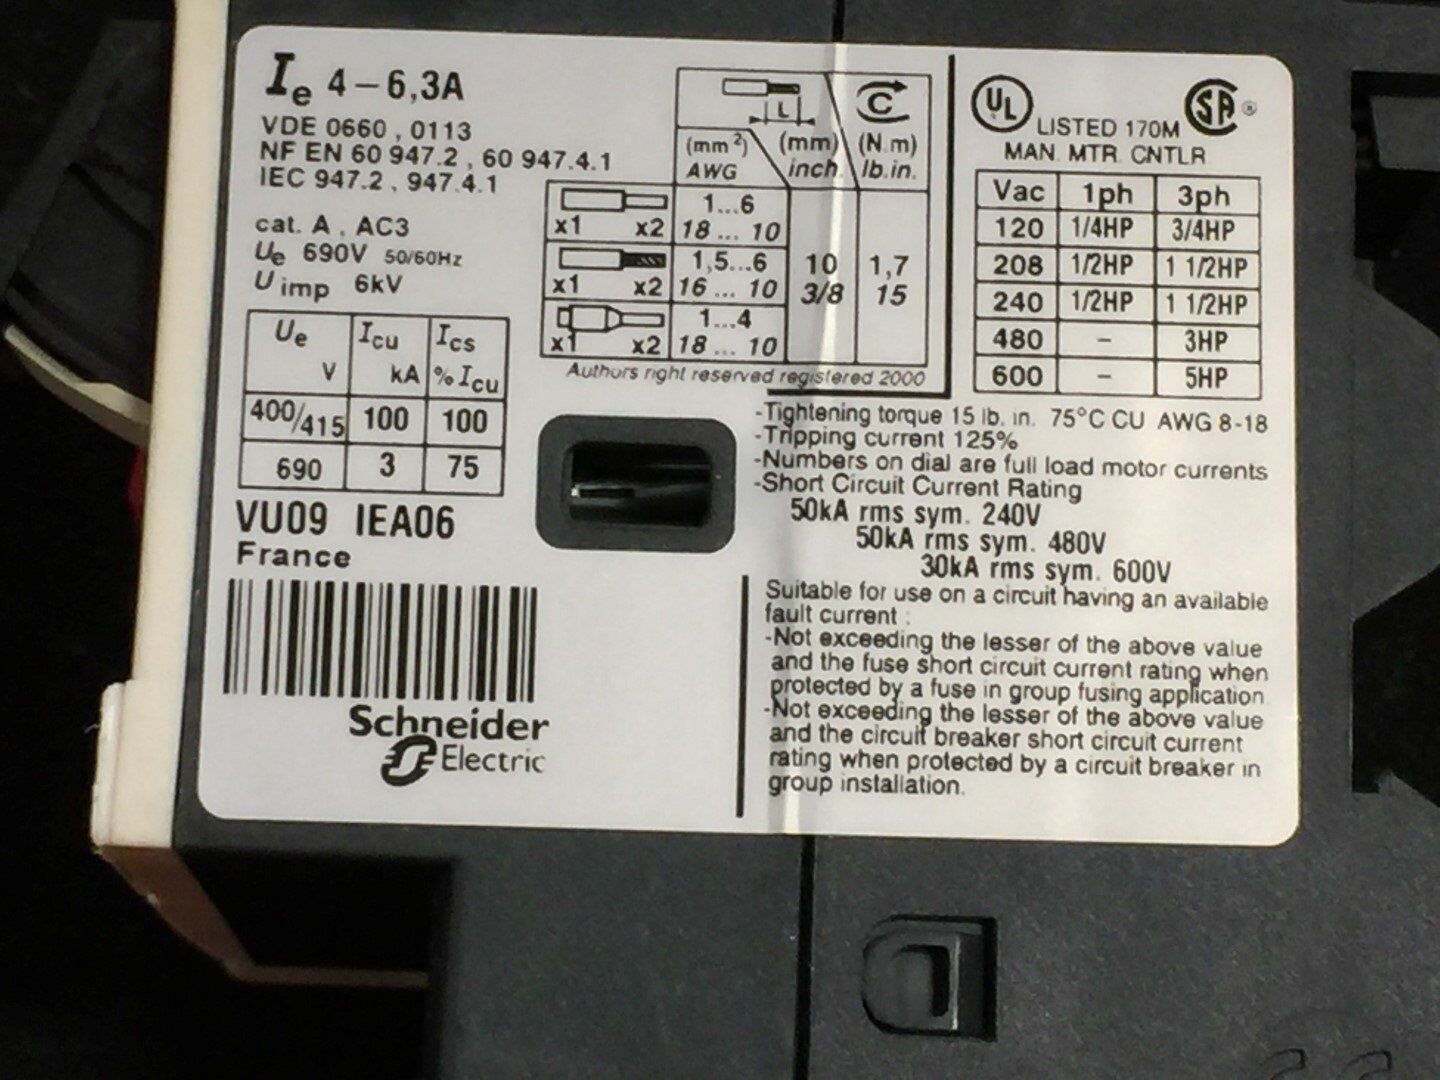 Ie 4–6,3A
VDE 0660 , 0113
NF EN 60 947.2 , 60 947.4.1
IEC 947.2 , 947.4.1
cat. A , AC3
Ue 690V 50/60Hz
U imp 6kV
Ue V Icu kA Ics % Icu
400/415 100 100
690 3 75
VU09 IEA06
France
Schneider
Electric
L
C
(mm²) (mm) (N.m)
AWG inch lb.in.
x1 x2 1...6
18 ... 10
x1 x2 1,5...6
16 ... 10
x1 x2 1...4
18 ... 10
10 1,7
3/8 15
Authors right reserved registered 2000
UL LISTED 170M SA ®
MAN. MTR. CNTLR
Vac 1ph 3ph
120 1/4HP 3/4HP
208 1/2HP 1 1/2HP
240 1/2HP 1 1/2HP
480 – 3HP
600 – 5HP
-Tightening torque 15 lb. in. 75°C CU AWG 8-18
-Tripping current 125%
-Numbers on dial are full load motor currents
-Short Circuit Current Rating
50kA rms sym. 240V
50kA rms sym. 480V
30kA rms sym. 600V
Suitable for use on a circuit having an available
fault current :
-Not exceeding the lesser of the above value
and the fuse short circuit current rating when
protected by a fuse in group fusing application
-Not exceeding the lesser of the above value
and the circuit breaker short circuit current
rating when protected by a circuit breaker in
group installation.